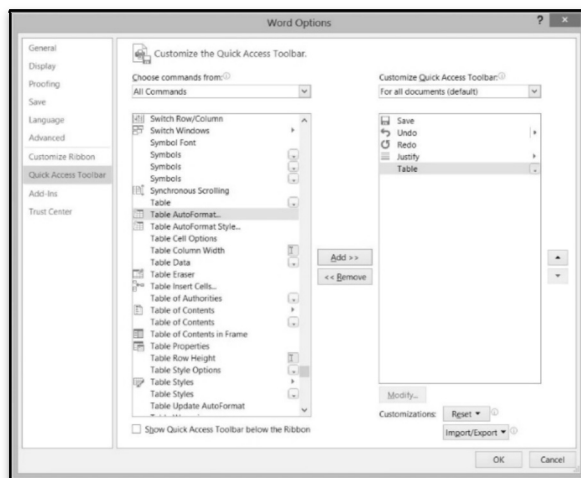 Word Options
?
×
General
Display
Proofing
Save
Language
Advanced
Customize Ribbon
Quick Access Toolbar
Add-Ins
Trust Center
Customize the Quick Access Toolbar.
Choose commands from:
All Commands
Switch Row/Column
Switch Windows
Symbol Font
Symbols
Symbols
Symbols
Synchronous Scrolling
Table
Table AutoFormat...
Table AutoFormat Style...
Table Cell Options
Table Column Width
Table Data
Table Eraser
Table Insert Cells...
Table of Authorities
Table of Contents
Table of Contents
Table of Contents in Frame
Table Properties
Table Row Height
Table Style Options
Table Styles
Table Styles
Table Update AutoFormat
Show Quick Access Toolbar below the Ribbon
Add >>
<< Remove
Customize Quick Access Toolbar:
For all documents (default)
Save
Undo
Redo
Justify
Table
Modify...
Customizations:
Reset
Import/Export
OK
Cancel